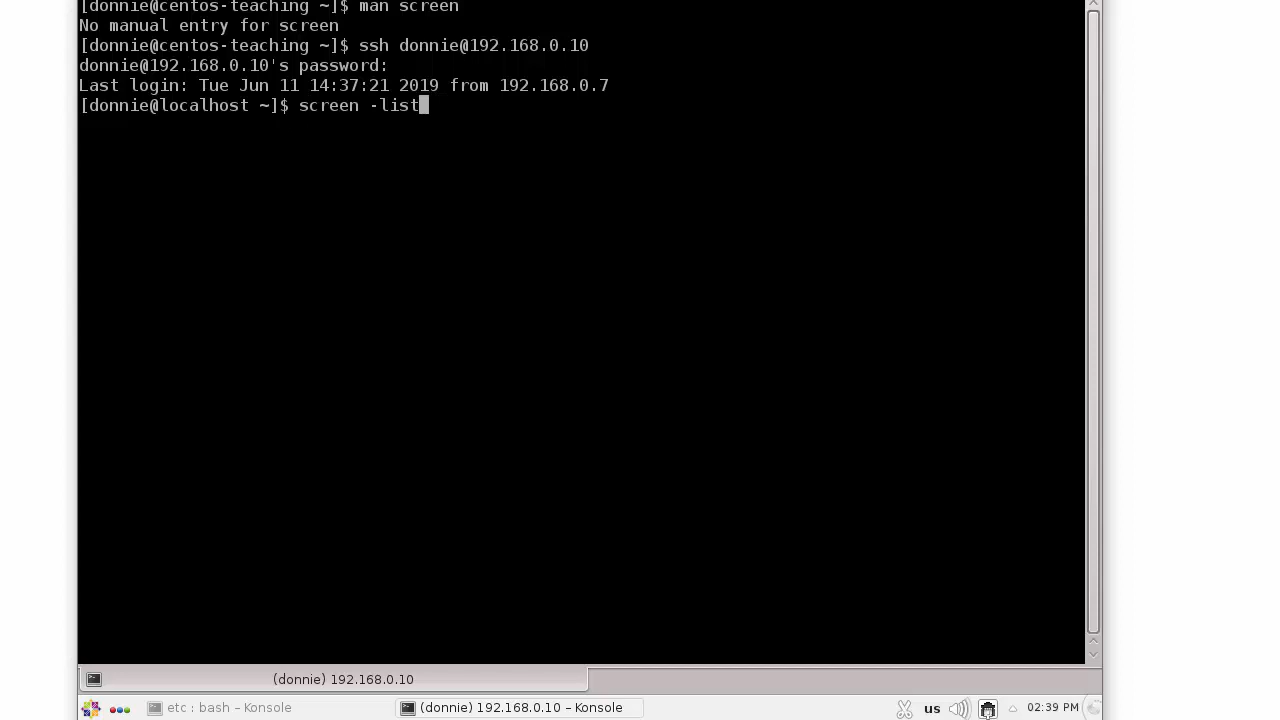 [donnie@centos-teaching ~]$ man screen
No manual entry for screen
[donnie@centos-teaching ~]$ ssh donnie@192.168.0.10
donnie@192.168.0.10's password:
Last login: Tue Jun 11 14:37:21 2019 from 192.168.0.7
[donnie@localhost ~]$ screen -list
(donnie) 192.168.0.10
etc : bash – Konsole
(donnie) 192.168.0.10 – Konsole
us
02:39 PM